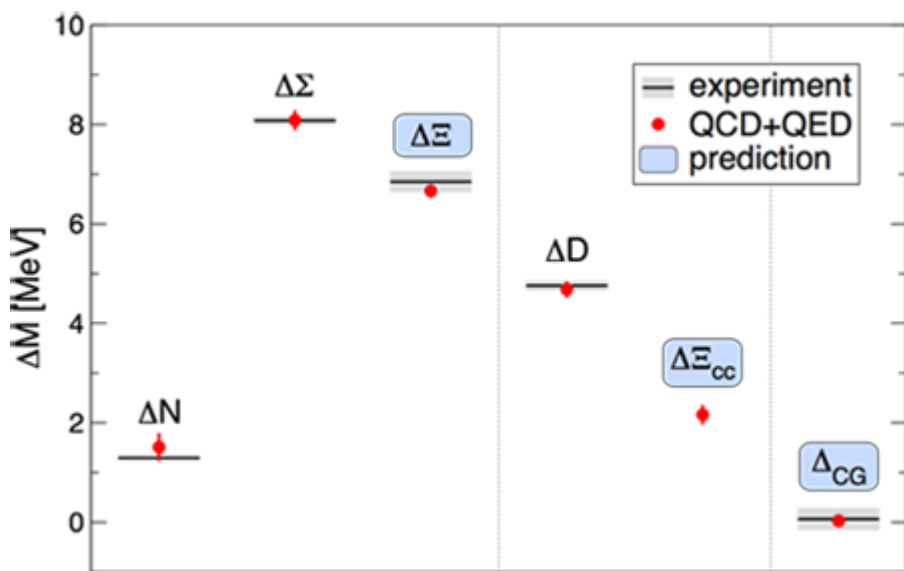 10
8
6
4
2
0
ΔM [MeV]
ΔN
ΔΣ
ΔΞ
ΔD
ΔΞcc
ΔCG
experiment
QCD+QED
prediction